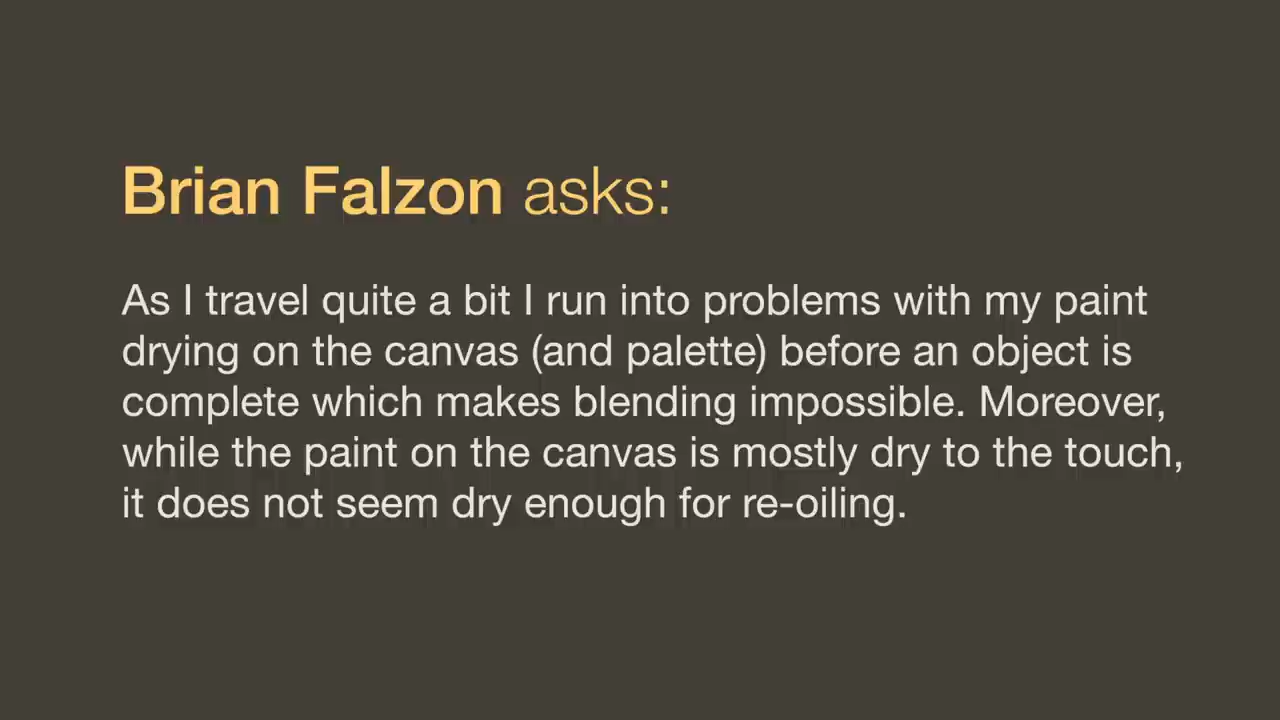 Brian Falzon asks:
As I travel quite a bit I run into problems with my paint
drying on the canvas (and palette) before an object is
complete which makes blending impossible. Moreover,
while the paint on the canvas is mostly dry to the touch,
it does not seem dry enough for re-oiling.